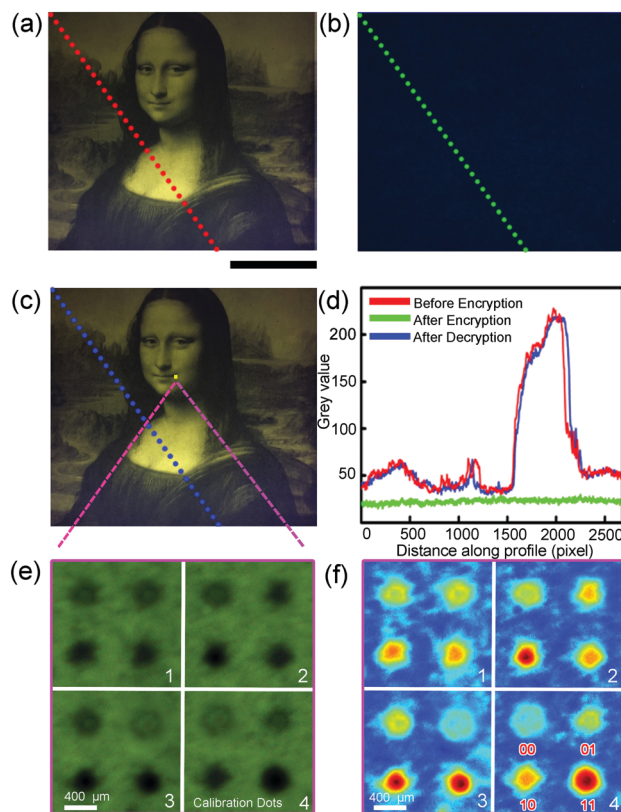 (a)
(b)
(c)
(d)
Before Encryption
After Encryption
After Decryption
Grey value
200
150
100
50
0
0 500 1000 1500 2000 2500
Distance along profile (pixel)
(e)
1
2
3
4
400 μm
Calibration Dots
(f)
1
2
00
01
10
11
3
4
400 μm